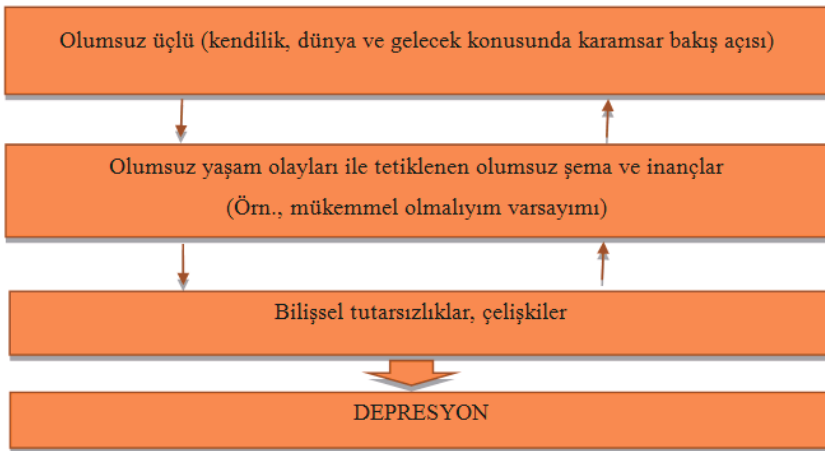 Olumsuz üçlü (kendilik, dünya ve gelecek konusunda karamsar bakış açısı)
Olumsuz yaşam olayları ile tetiklenen olumsuz şema ve inançlar
(Örn., mükemmel olmalıyım varsayımı)
Bilişsel tutarsızlıklar, çelişkiler
DEPRESYON